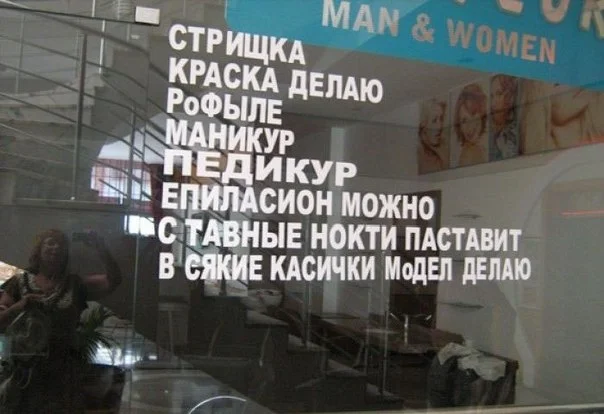 MAN & WOMEN
СТРИЩКА
КРАСКА ДЕЛАЮ
РоФЫЛЕ
МАНИКУР
ПЕДИКУР
ЕПИЛАСИОН МОЖНО
С ТАВНЫЕ НОКТИ ПАСТАВИТ
В СЯКИЕ КАСИЧКИ МоДЕЛ ДЕЛАЮ